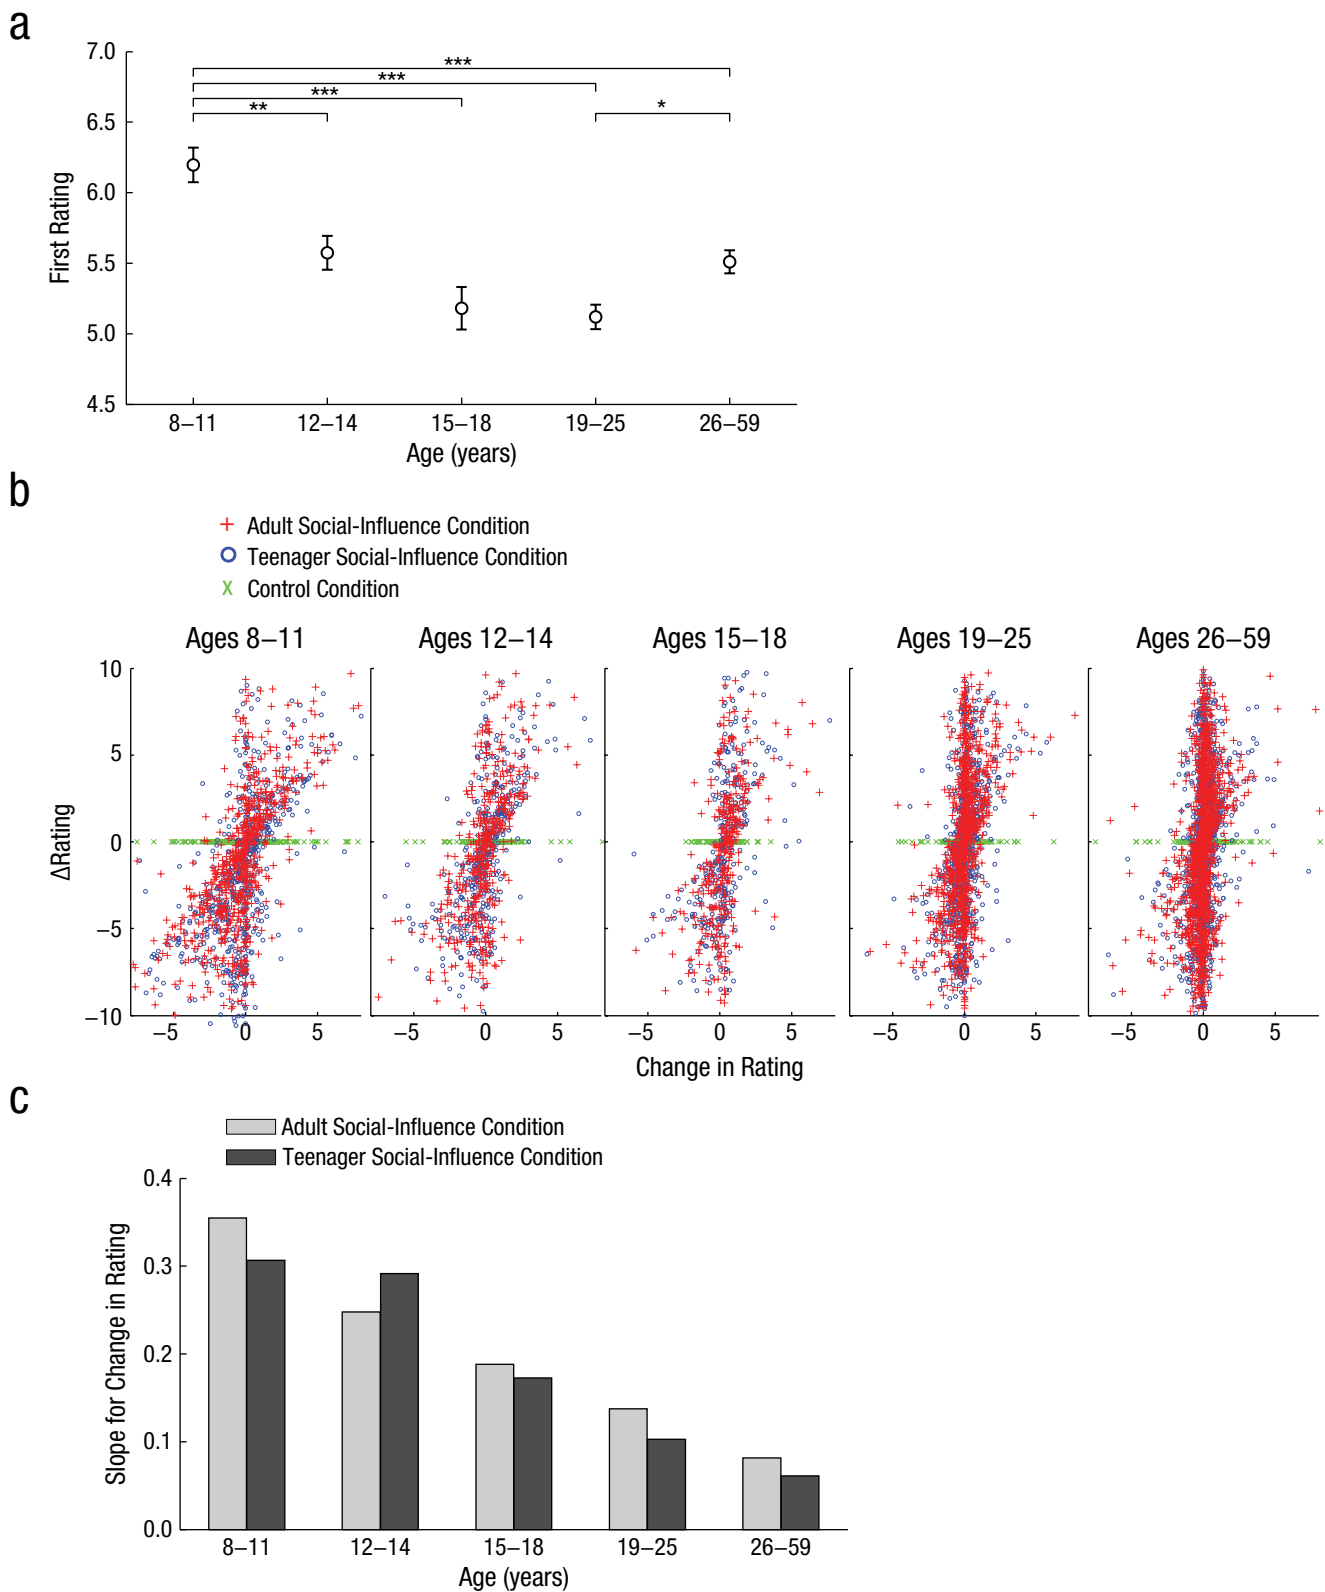 a
7.0
6.5
6.0
5.5
5.0
4.5
First Rating
***
***
***
**
*
8–11 12–14 15–18 19–25 26–59
Age (years)
b
+ Adult Social-Influence Condition
Teenager Social-Influence Condition
x Control Condition
Ages 8–11 Ages 12–14 Ages 15–18 Ages 19–25 Ages 26–59
10
5
0
–5
–10
ΔRating
–5 0 5 –5 0 5 –5 0 5 –5 0 5 –5 0 5
Change in Rating
c
Adult Social-Influence Condition
Teenager Social-Influence Condition
0.4
0.3
0.2
0.1
0.0
Slope for Change in Rating
8–11 12–14 15–18 19–25 26–59
Age (years)